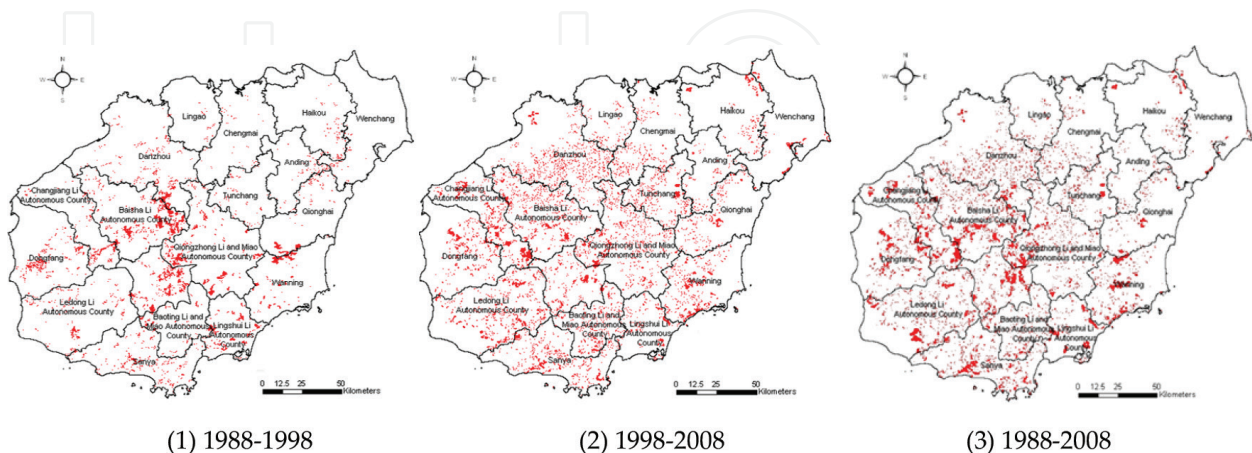 N
W E
S
Lingao
Chengmai
Haikou
Wenchang
Danzhou
Anding
Changjiang Li
Autonomous County
Tunchang
Baisha Li
Autonomous County
Qionghai
Dongfang
Qiongzhong Li and Miao
Autonomous County
Wanning
Ledong Li
Autonomous County
Baoting Li and
Miao Autonomous
County
Lingshui Li
Autonomous
County
Sanya
0 12.5 25 50
Kilometers
(1) 1988-1998
N
W E
S
Lingao
Chengmai
Haikou
Wenchang
Danzhou
Anding
Changjiang Li
Autonomous County
Tunchang
Baisha Li
Autonomous County
Qionghai
Dongfang
Qiongzhong Li and Miao
Autonomous County
Wanning
Ledong Li
Autonomous County
Baoting Li and
Miao Autonomous
County
Lingshui Li
Autonomous
County
Sanya
0 12.5 25 50
Kilometers
(2) 1998-2008
N
W E
S
Lingao
Chengmai
Haikou
Wenchang
Danzhou
Anding
Changjiang
Autonomous County
Tunchang
Baisha Li
Autonomous County
Qionghai
Dongfang
Qiongzhong Li and Miao
Autonomous County
Wanning
Ledong Li
Autonomous County
Baoting Li and
Miao Autonomous
County
Lingshui Li
Autonomous
County
Sanya
0 12.5 25 50
Kilometers
(3) 1988-2008